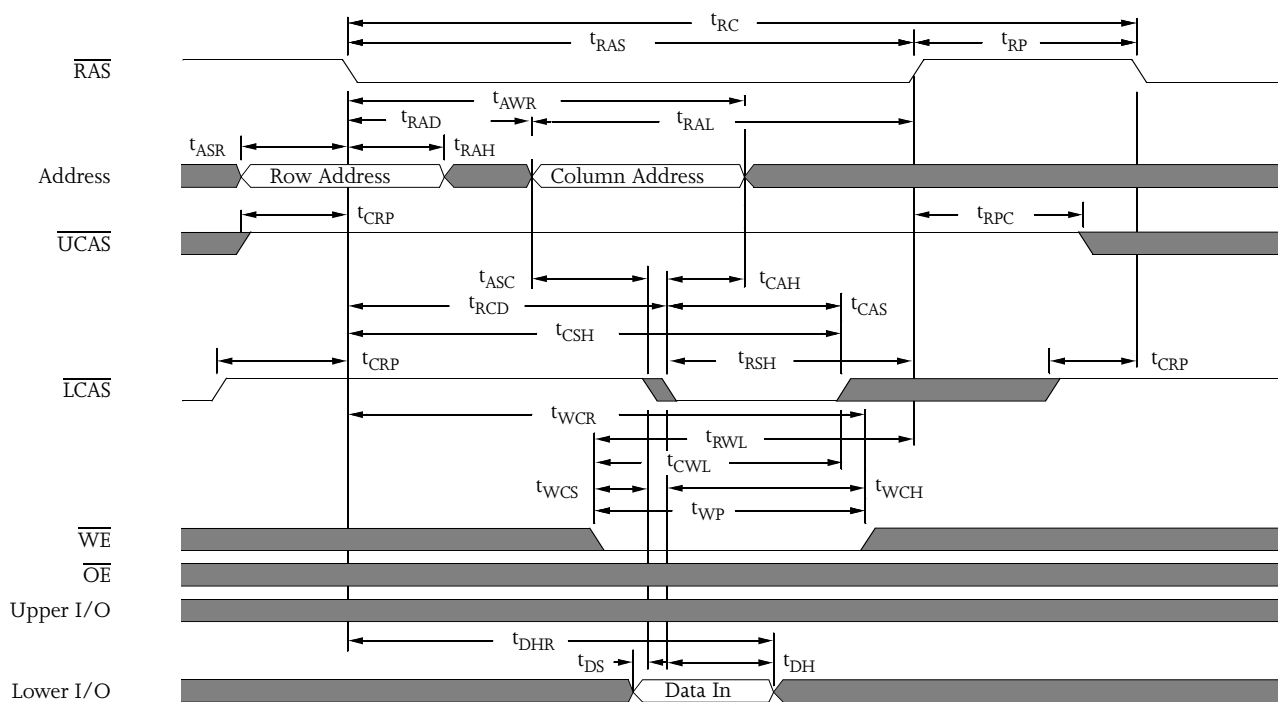 tRC
tRAS tRP
RAS
tAWR
tRAD tRAL
tASR tRAH
Address Row Address Column Address
tCRP tRPC
UCAS
tASC tCAH
tRCD tCAS
tCSH
tCRP tRSH tCRP
LCAS
tWCR
tRWL
tCWL
tWCS tWCH
tWP
WE
OE
Upper I/O
tDHR
tDS tDH
Lower I/O Data In